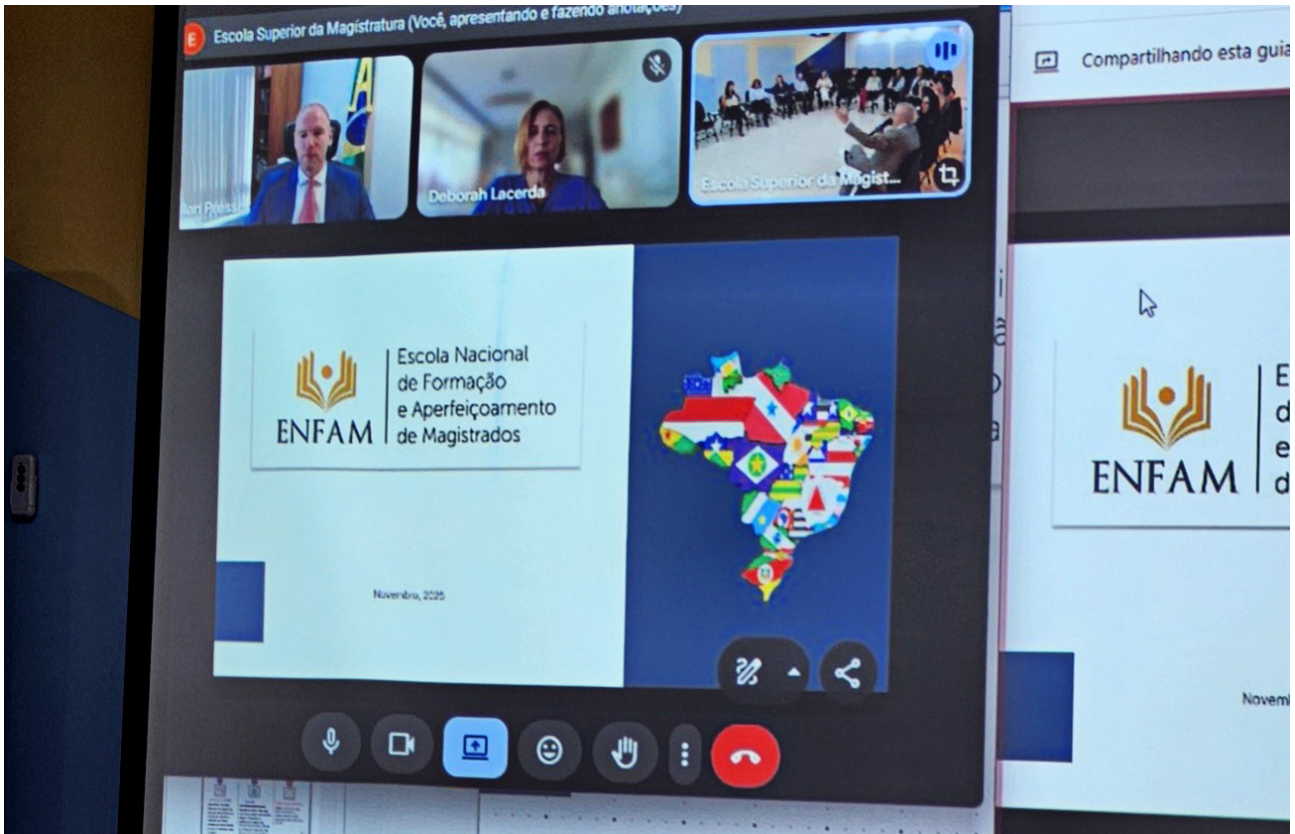 E
Escola Superior da Magistratura (Você, apresentando e fazendo anotações)
Deborah Lacerda
Escola Superior da Magist...
Compartilhando esta guia
ENFAM
Escola Nacional
de Formação
e Aperfeiçoamento
de Magistrados
Novembro, 2025
ENFAM
E
d
e
d
Novemb